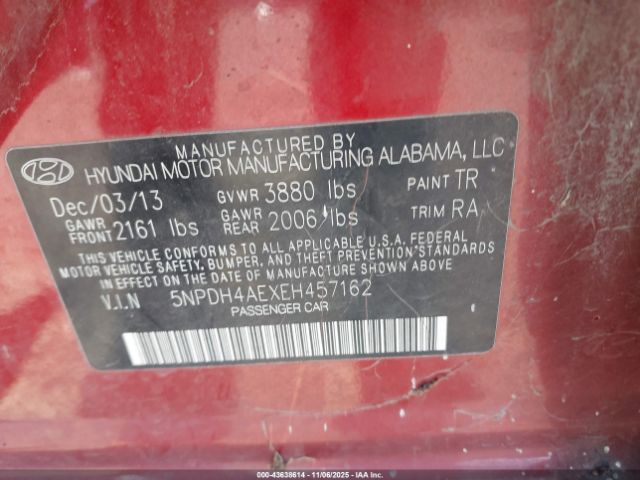 MANUFACTURED BY
HYUNDAI MOTOR MANUFACTURING ALABAMA, LLC
Dec/03/13 GVWR 3880 lbs PAINT TR
GAWR FRONT 2161 lbs GAWR REAR 2006 lbs TRIM RA
THIS VEHICLE CONFORMS TO ALL APPLICABLE U.S.A. FEDERAL
MOTOR VEHICLE SAFETY, BUMPER, AND THEFT PREVENTION STANDARDS
IN EFFECT ON THE DATE OF MANUFACTURE SHOWN ABOVE.
V.I.N 5NPDH4AEXEH457162
PASSENGER CAR
000-43638614 - 11/06/2025 - IAA Inc.